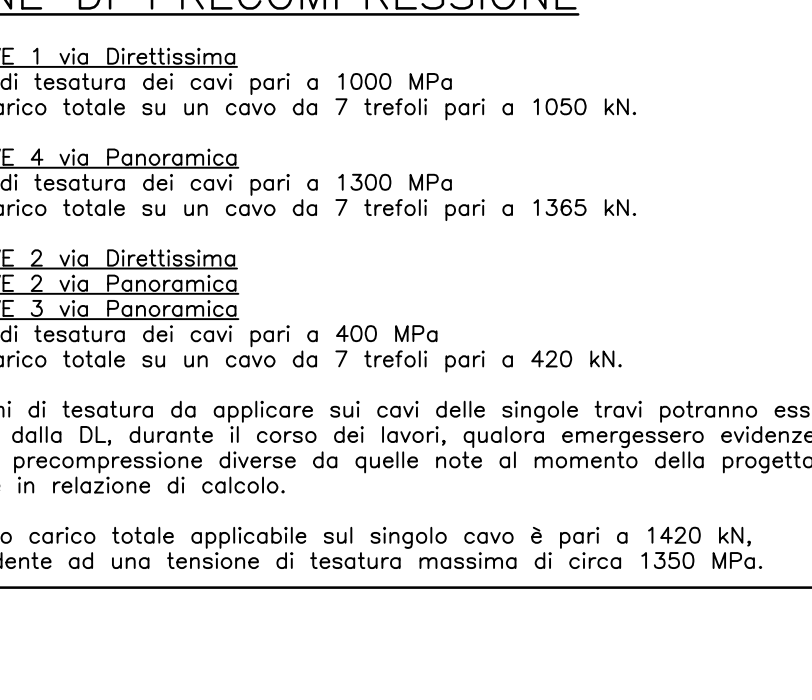 NE DI PRECOMPRESSIONE
E 1 via Direttissima
di tesatura dei cavi pari a 1000 MPa
arico totale su un cavo da 7 trefoli pari a 1050 kN.
E 4 via Panoramica
di tesatura dei cavi pari a 1300 MPa
arico totale su un cavo da 7 trefoli pari a 1365 kN.
E 2 via Direttissima
E 2 via Panoramica
E 3 via Panoramica
di tesatura dei cavi pari a 400 MPa
arico totale su un cavo da 7 trefoli pari a 420 kN.
ni di tesatura da applicare sui cavi delle singole travi potranno ess
dalla DL, durante il corso dei lavori, qualora emergessero evidenze
precompressione diverse da quelle note al momento della progetta
e in relazione di calcolo.
o carico totale applicabile sul singolo cavo è pari a 1420 kN,
dente ad una tensione di tesatura massima di circa 1350 MPa.